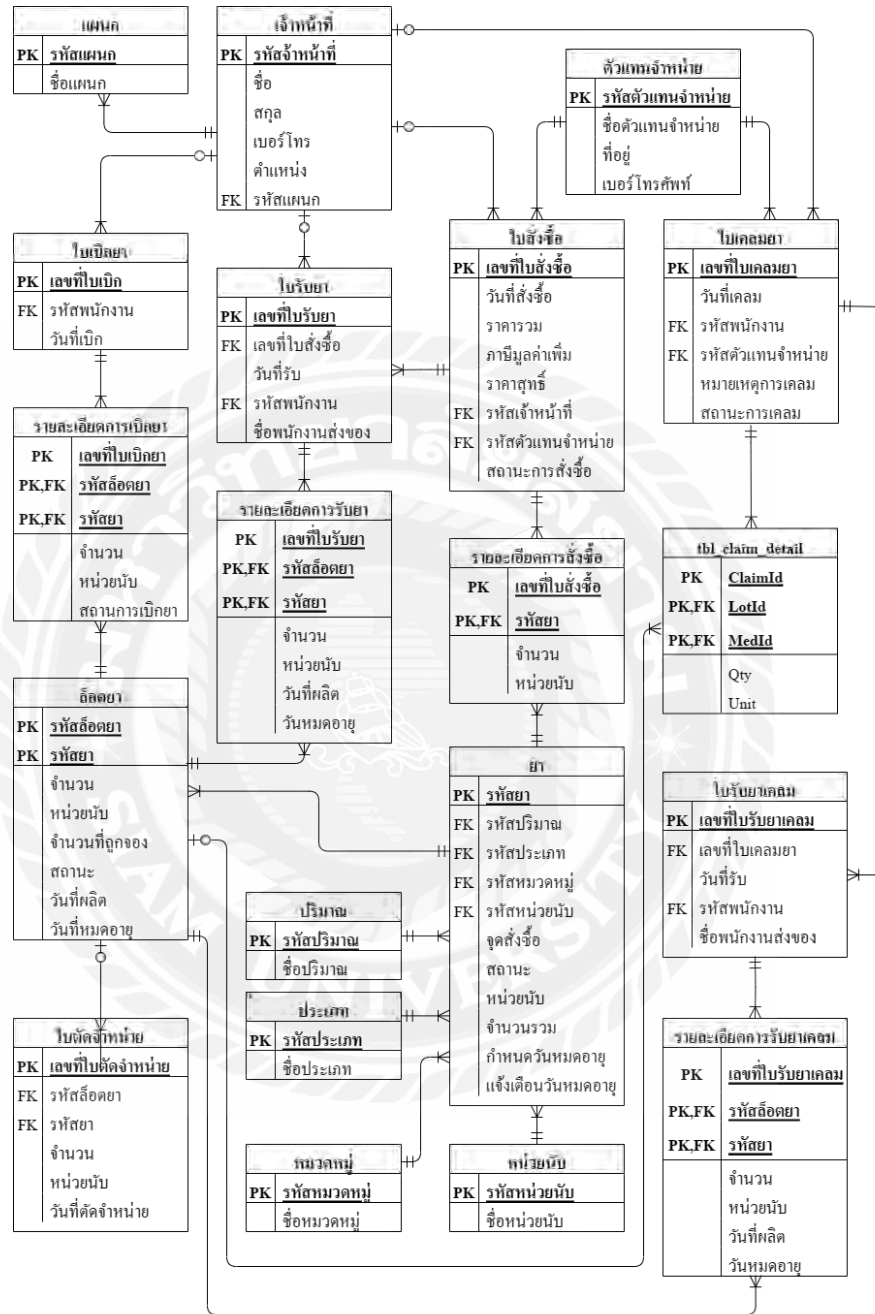 แผนก
PK รหัสแผนก
ชื่อแผนก
เจ้าหน้าที่
PK รหัสจ้าหน้าที่
ชื่อ
สกุล
เบอร์โทร
ตำแหน่ง
FK รหัสแผนก
ตัวแทนจำหน่าย
PK รหัสตัวแทนจำหน่าย
ชื่อตัวแทนจำหน่าย
ที่อยู่
เบอร์โทรศัพท์
ใบเบิกยา
PK เลขที่ใบเบิก
FK รหัสพนักงาน
วันที่เบิก
ใบรับยา
PK เลขที่ใบรับยา
FK เลขที่ใบสั่งซื้อ
วันที่รับ
FK รหัสพนักงาน
ชื่อพนักงานส่งของ
ใบสั่งซื้อ
PK เลขที่ใบสั่งซื้อ
วันที่สั่งซื้อ
ราคารวม
ภาษีมูลค่าเพิ่ม
ราคาสุทธิ์
FK รหัสเจ้าหน้าที่
FK รหัสตัวแทนจำหน่าย
สถานะการสั่งซื้อ
ใบเคลมยา
PK เลขที่ใบเคลมยา
วันที่เคลม
FK รหัสพนักงาน
FK รหัสตัวแทนจำหน่าย
หมายเหตุการเคลม
สถานะการเคลม
รายละเอียดการเบิกยา
PK เลขที่ใบเบิกยา
PK,FK รหัสล็อตยา
PK,FK รหัสยา
จำนวน
หน่วยนับ
สถานการเบิกยา
รายละเอียดการรับยา
PK เลขที่ใบรับยา
PK,FK รหัสล็อตยา
PK,FK รหัสยา
จำนวน
หน่วยนับ
วันที่ผลิต
วันหมดอายุ
รายละเอียดการสั่งซื้อ
PK เลขที่ใบสั่งซื้อ
PK,FK รหัสยา
จำนวน
หน่วยนับ
tbl_claim_detail
PK ClaimId
PK,FK LotId
PK,FK MedId
Qty
Unit
ล็อตยา
PK รหัสล็อตยา
PK รหัสยา
จำนวน
หน่วยนับ
จำนวนที่ถูกจอง
สถานะ
วันที่ผลิต
วันที่หมดอายุ
ยา
PK รหัสยา
FK รหัสปริมาณ
FK รหัสประเภท
FK รหัสหมวดหมู่
FK รหัสหน่วยนับ
จุดสั่งซื้อ
สถานะ
หน่วยนับ
จำนวนรวม
กำหนดวันหมดอายุ
แจ้งเตือนวันหมดอายุ
ใบรับยาเคลม
PK เลขที่ใบรับยาเคลม
FK เลขที่ใบเคลมยา
วันที่รับ
FK รหัสพนักงาน
ชื่อพนักงานส่งของ
ปริมาณ
PK รหัสปริมาณ
ชื่อปริมาณ
ประเภท
PK รหัสประเภท
ชื่อประเภท
ใบตัดจำหน่าย
PK เลขที่ใบตัดจำหน่าย
FK รหัสล็อตยา
FK รหัสยา
จำนวน
หน่วยนับ
วันที่ตัดจำหน่าย
หมวดหมู่
PK รหัสหมวดหมู่
ชื่อหมวดหมู่
หน่วยนับ
PK รหัสหน่วยนับ
ชื่อหน่วยนับ
รายละเอียดการรับยาเคลม
PK เลขที่ใบรับยาเคลม
PK,FK รหัสล็อตยา
PK,FK รหัสยา
จำนวน
หน่วยนับ
วันที่ผลิต
วันหมดอายุ
มหาวิทยาลัยสยาม
SIAM UNIVERSITY